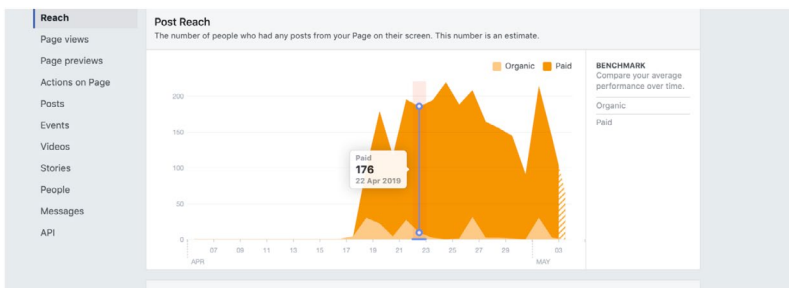 Reach
Page views
Page previews
Actions on Page
Posts
Events
Videos
Stories
People
Messages
API
Post Reach
The number of people who had any posts from your Page on their screen. This number is an estimate.
Organic Paid
200
150
100
50
0
Paid
176
22 Apr 2019
07 09 11 13 15 17 19 21 23 25 27 29 03
APR MAY
BENCHMARK
Compare your average
performance over time.
Organic
Paid